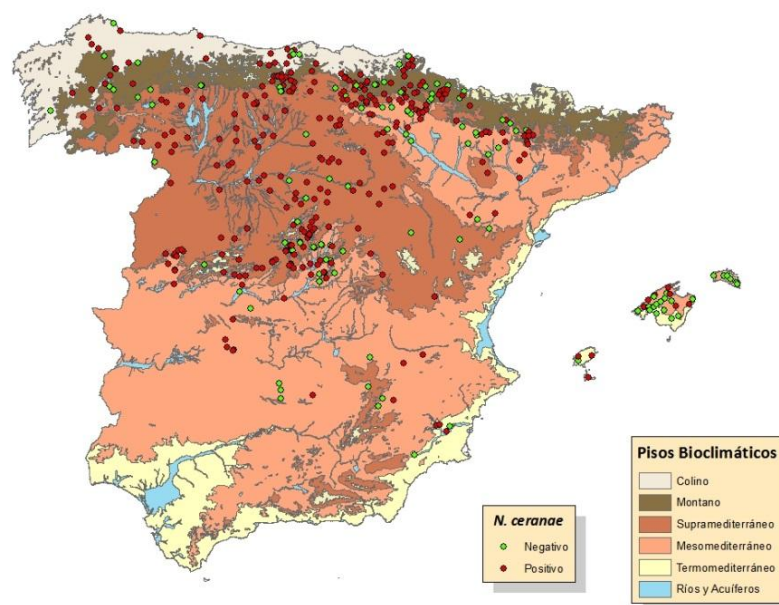 Pisos Bioclimáticos
Colino
Montano
Supramediterráneo
Mesomediterráneo
Termomediterráneo
Ríos y Acuíferos
N. ceranae
Negativo
Positivo